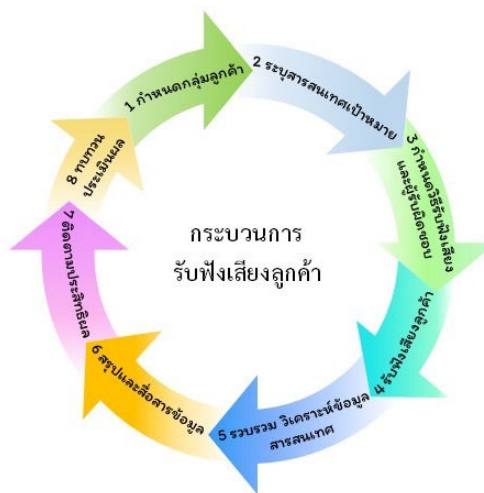 กระบวนการ
รับฟังเสียงลูกค้า
1 กำหนดกลุ่มลูกค้า
2 ระบุสารสนเทศเป้าหมาย
3 กำหนดวิธีรับฟังเสียง
และผู้รับผิดชอบ
4 รับฟังเสียงลูกค้า
5 รวบรวม วิเคราะห์ข้อมูล
สารสนเทศ
6 สรุปและสื่อสารข้อมูล
7 ติดตามประสิทธิผล
8 ทบทวน
ประเมินผล